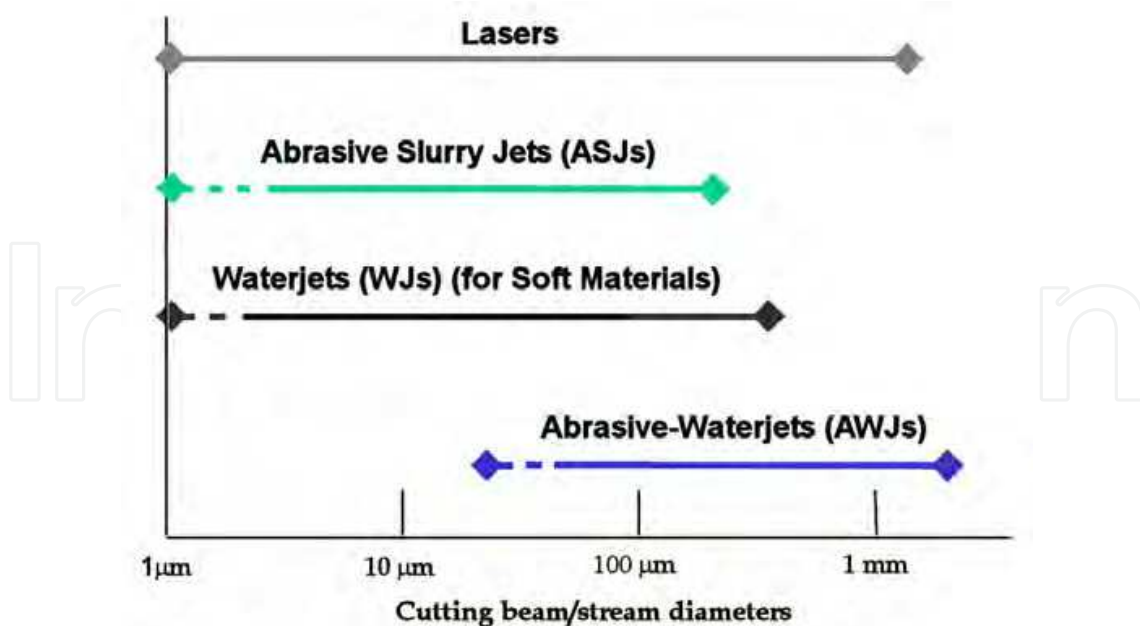 Lasers
Abrasive Slurry Jets (ASJs)
Waterjets (WJs) (for Soft Materials)
Abrasive-Waterjets (AWJs)
1μm 10 μm 100 μm 1 mm
Cutting beam/stream diameters